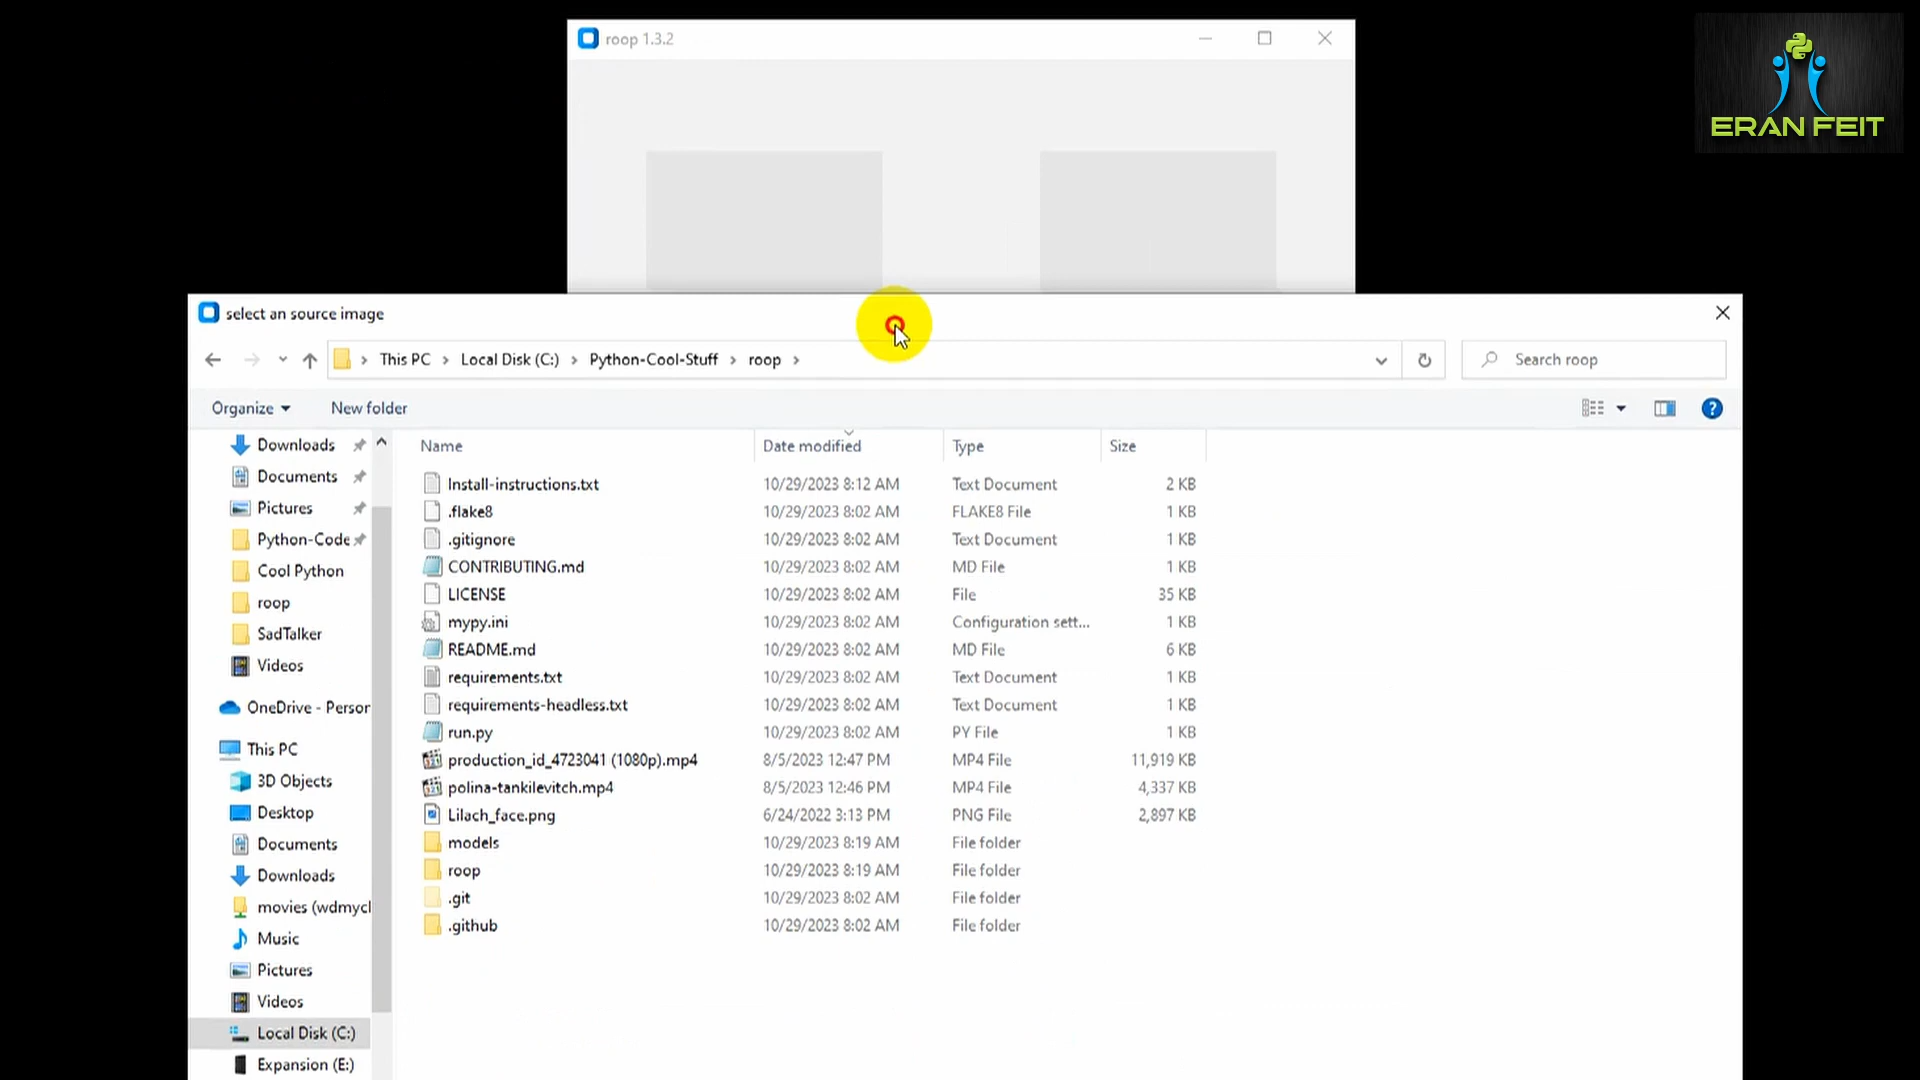 roop 1.3.2
ERAN FEIT
select an source image
This PC Local Disk (C:) Python-Cool-Stuff roop
Search roop
Organize New folder
Downloads
Documents
Pictures
Python-Code
Cool Python
roop
SadTalker
Videos
OneDrive - Persor
This PC
3D Objects
Desktop
Documents
Downloads
movies (wdmycl
Music
Pictures
Videos
Local Disk (C:)
Expansion (E:)
Name Date modified Type Size
Install-instructions.txt 10/29/2023 8:12 AM Text Document 2 KB
.flake8 10/29/2023 8:02 AM FLAKE8 File 1 KB
.gitignore 10/29/2023 8:02 AM Text Document 1 KB
CONTRIBUTING.md 10/29/2023 8:02 AM MD File 1 KB
LICENSE 10/29/2023 8:02 AM File 35 KB
mypy.ini 10/29/2023 8:02 AM Configuration sett... 1 KB
README.md 10/29/2023 8:02 AM MD File 6 KB
requirements.txt 10/29/2023 8:02 AM Text Document 1 KB
requirements-headless.txt 10/29/2023 8:02 AM Text Document 1 KB
run.py 10/29/2023 8:02 AM PY File 1 KB
production_id_4723041 (1080p).mp4 8/5/2023 12:47 PM MP4 File 11,919 KB
polina-tankilevitch.mp4 8/5/2023 12:46 PM MP4 File 4,337 KB
Lilach_face.png 6/24/2022 3:13 PM PNG File 2,897 KB
models 10/29/2023 8:19 AM File folder
roop 10/29/2023 8:19 AM File folder
.git 10/29/2023 8:02 AM File folder
.github 10/29/2023 8:02 AM File folder